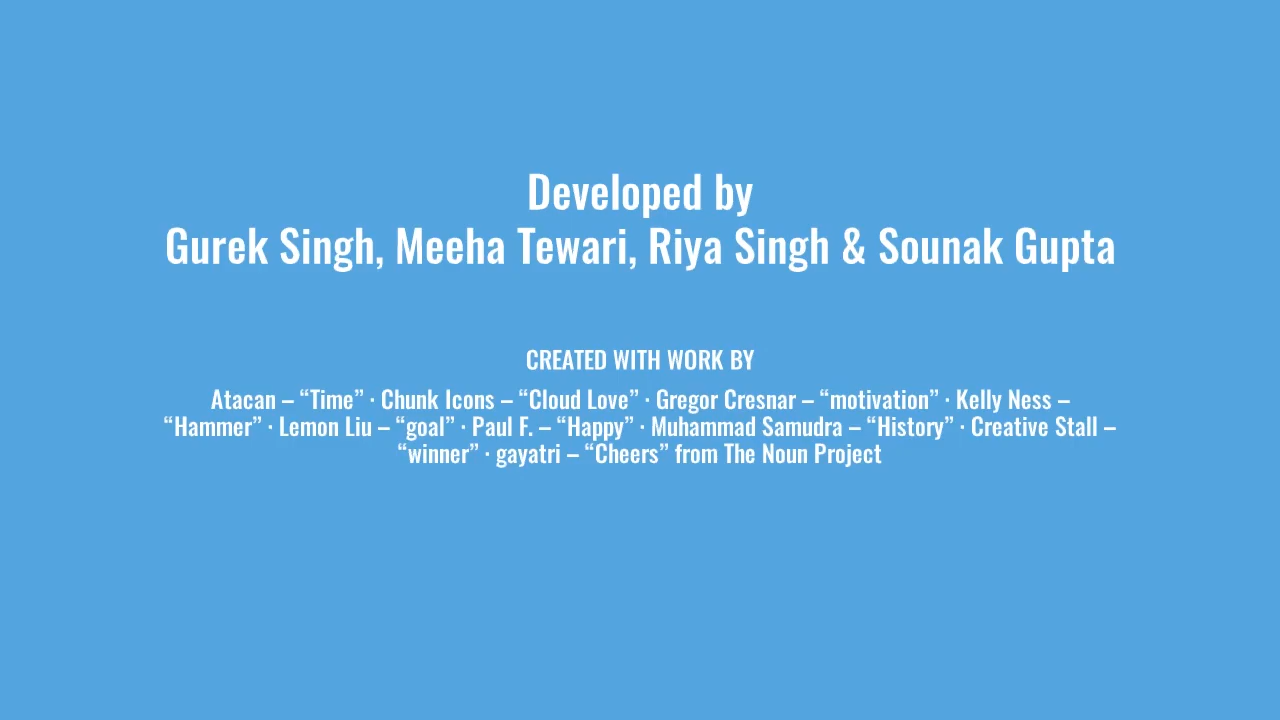 Developed by
Gurek Singh, Meeha Tewari, Riya Singh & Sounak Gupta
CREATED WITH WORK BY
Atacan – “Time” · Chunk Icons – “Cloud Love” · Gregor Cresnar – “motivation” · Kelly Ness –
“Hammer” · Lemon Liu – “goal” · Paul F. – “Happy” · Muhammad Samudra – “History” · Creative Stall –
“winner” · gayatri – “Cheers” from The Noun Project